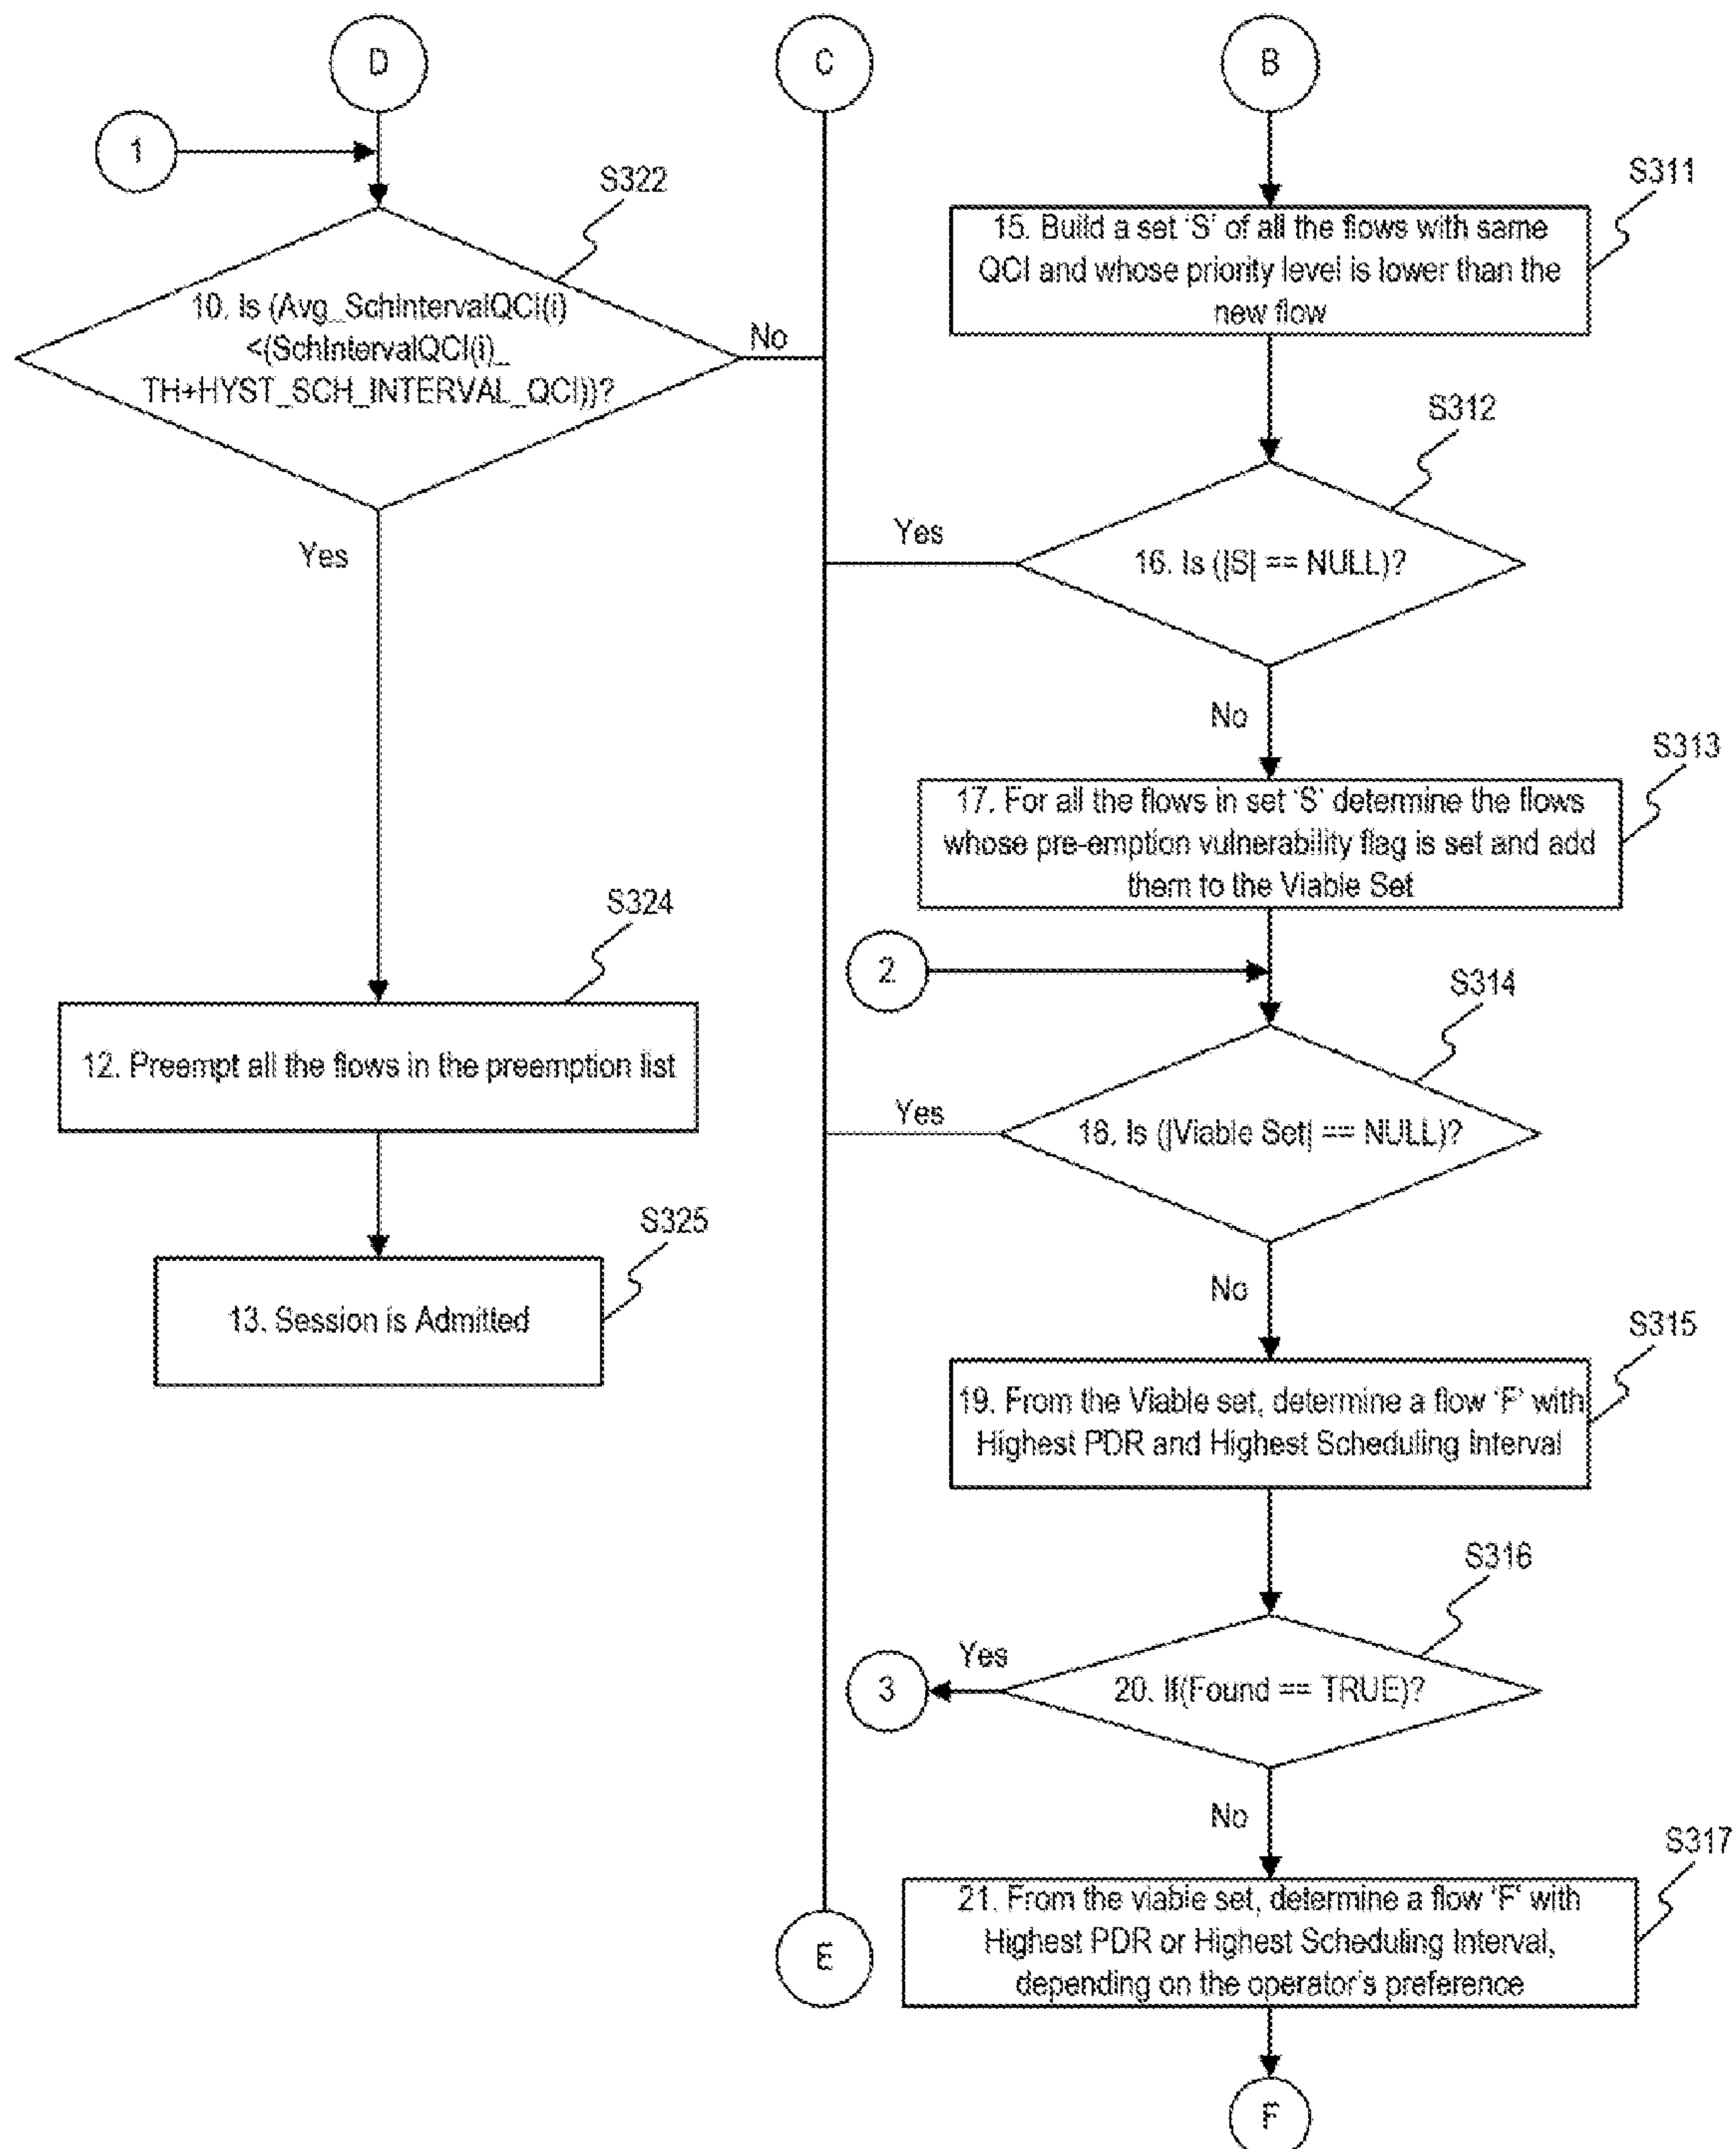 D
C
B
1
S322
S311
15. Build a set 'S' of all the flows with same
QCI and whose priority level is lower than the
new flow
10. Is (Avg_SchIntervalQCI(i)
<(SchIntervalQCI(i)_
TH+HYST_SCH_INTERVAL_QCI))?
No
S312
Yes
16. Is (|S| == NULL)?
Yes
No
S313
17. For all the flows in set 'S' determine the flows
whose pre-emption vulnerability flag is set and add
them to the Viable Set
S324
2
S314
12. Preempt all the flows in the preemption list
Yes
18. Is (|Viable Set| == NULL)?
S325
No
13. Session is Admitted
S315
19. From the Viable set, determine a flow 'F' with
Highest PDR and Highest Scheduling Interval
S316
Yes
3
20. If(Found == TRUE)?
No
S317
21. From the viable set, determine a flow 'F' with
Highest PDR or Highest Scheduling Interval,
depending on the operator's preference
E
F